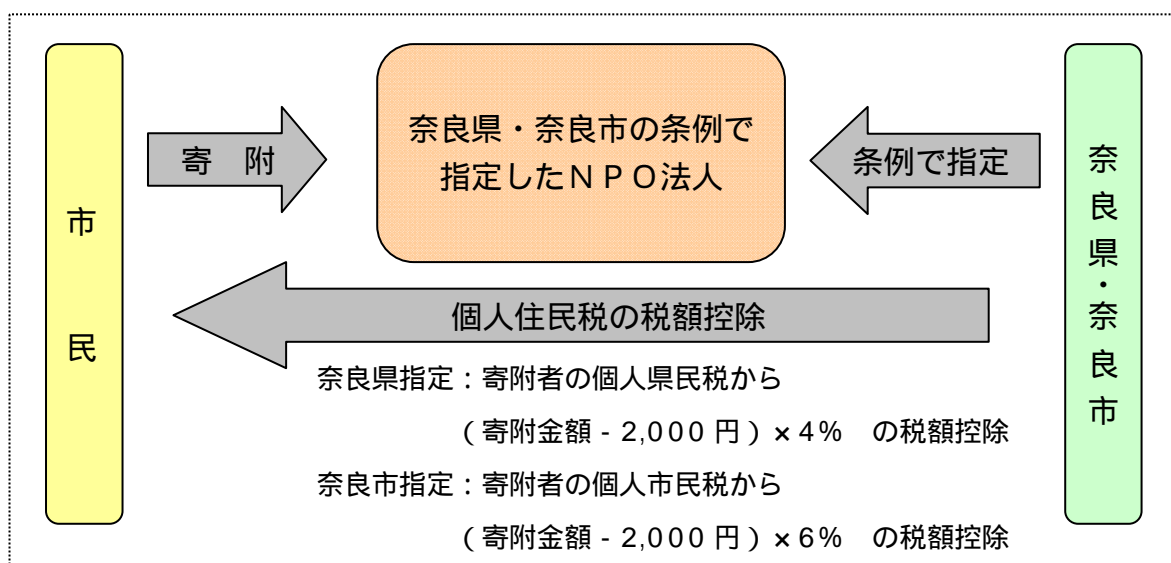 市民
寄 附
奈良県・奈良市の条例で
指定したＮＰＯ法人
条例で指定
奈良県・奈良市
個人住民税の税額控除
奈良県指定：寄附者の個人県民税から
（寄附金額 - 2,000 円）× 4% の税額控除
奈良市指定：寄附者の個人市民税から
（寄附金額 - 2,000 円）× 6% の税額控除